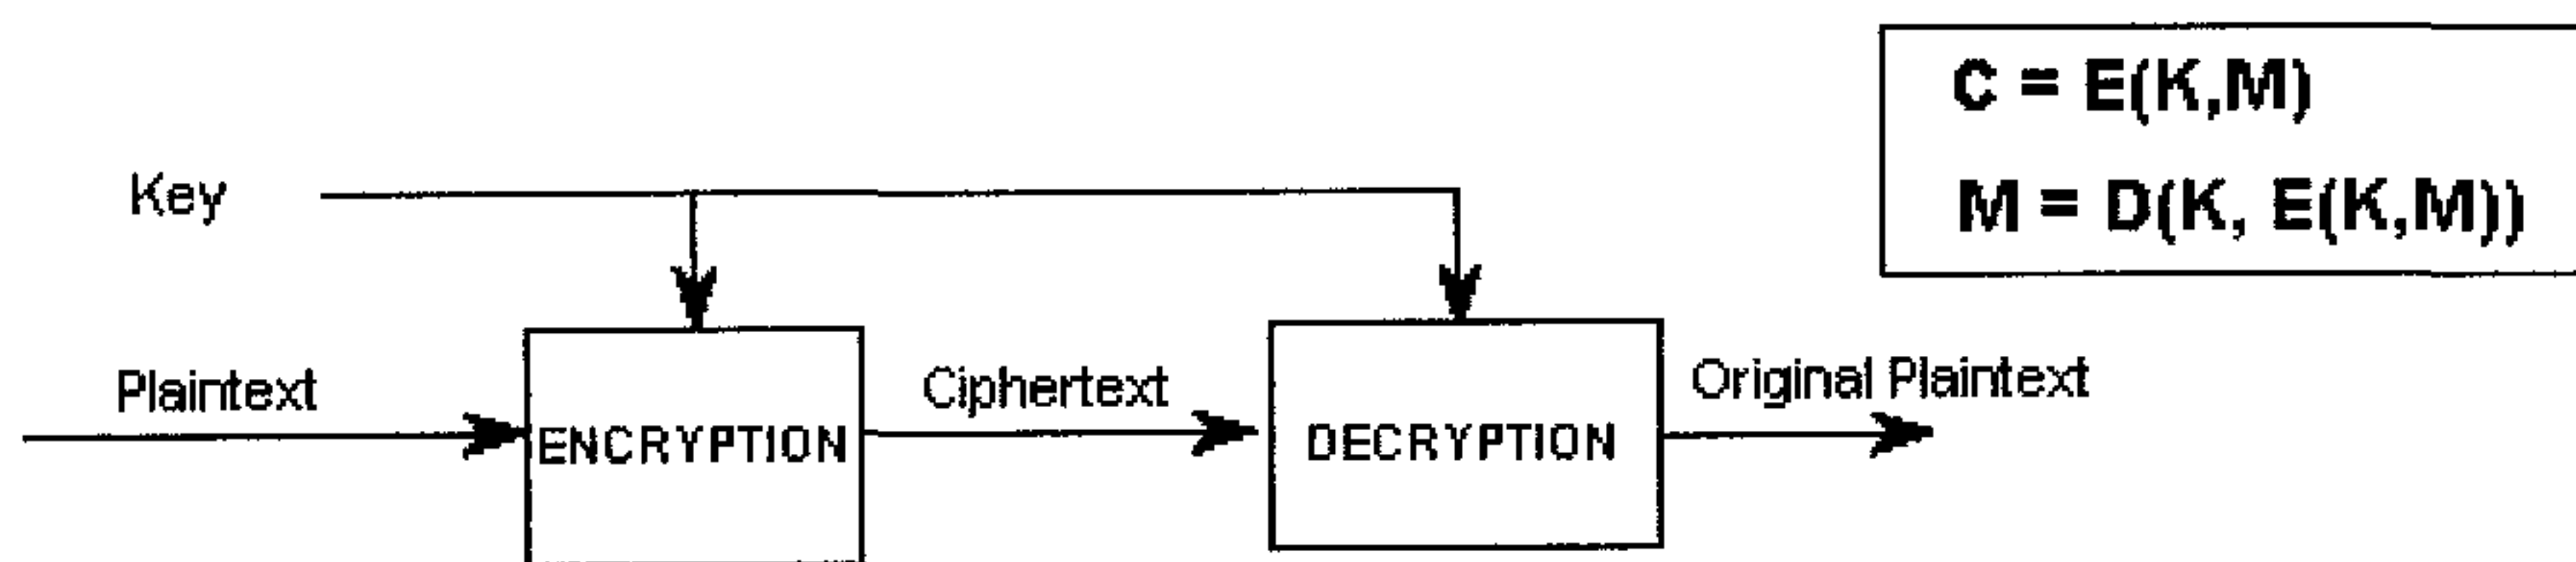 C = E(K,M)
M = D(K, E(K,M))
Key
Plaintext
ENCRYPTION
Ciphertext
DECRYPTION
Original Plaintext